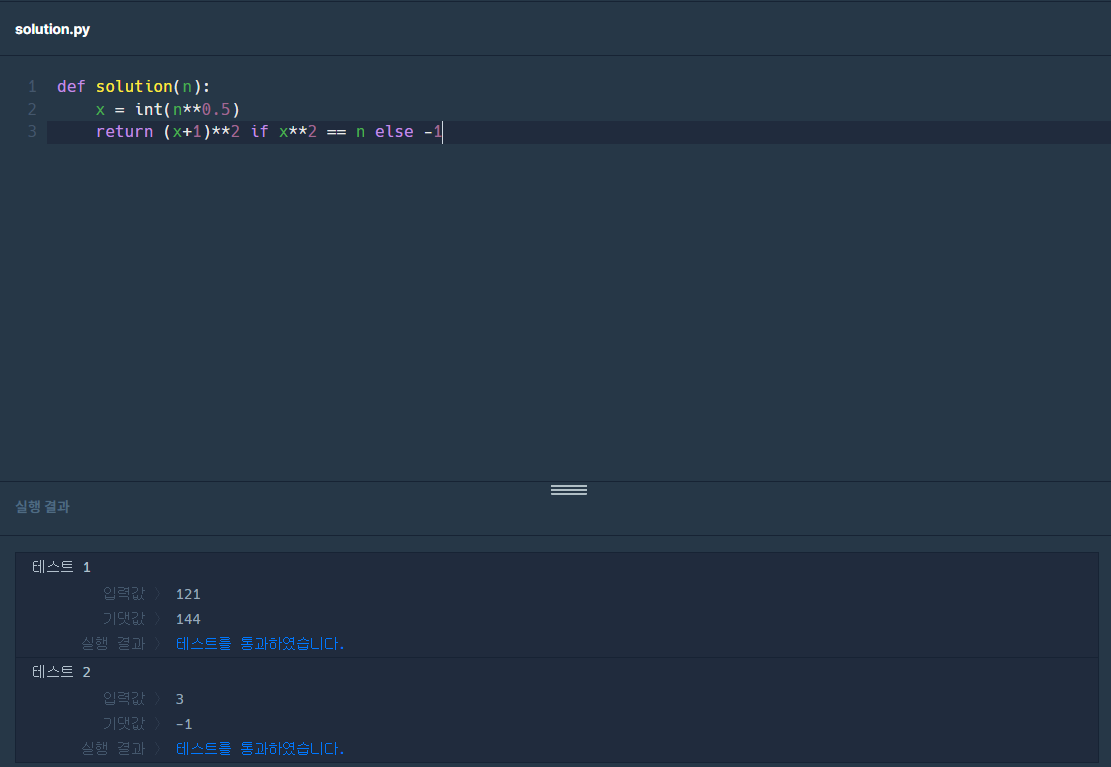 solution.py
1 def solution(n):
2     x = int(n**0.5)
3     return (x+1)**2 if x**2 == n else -1
실행 결과
테스트 1
입력값 〉 121
기댓값 〉 144
실행 결과 〉 테스트를 통과하였습니다.
테스트 2
입력값 〉 3
기댓값 〉 -1
실행 결과 〉 테스트를 통과하였습니다.